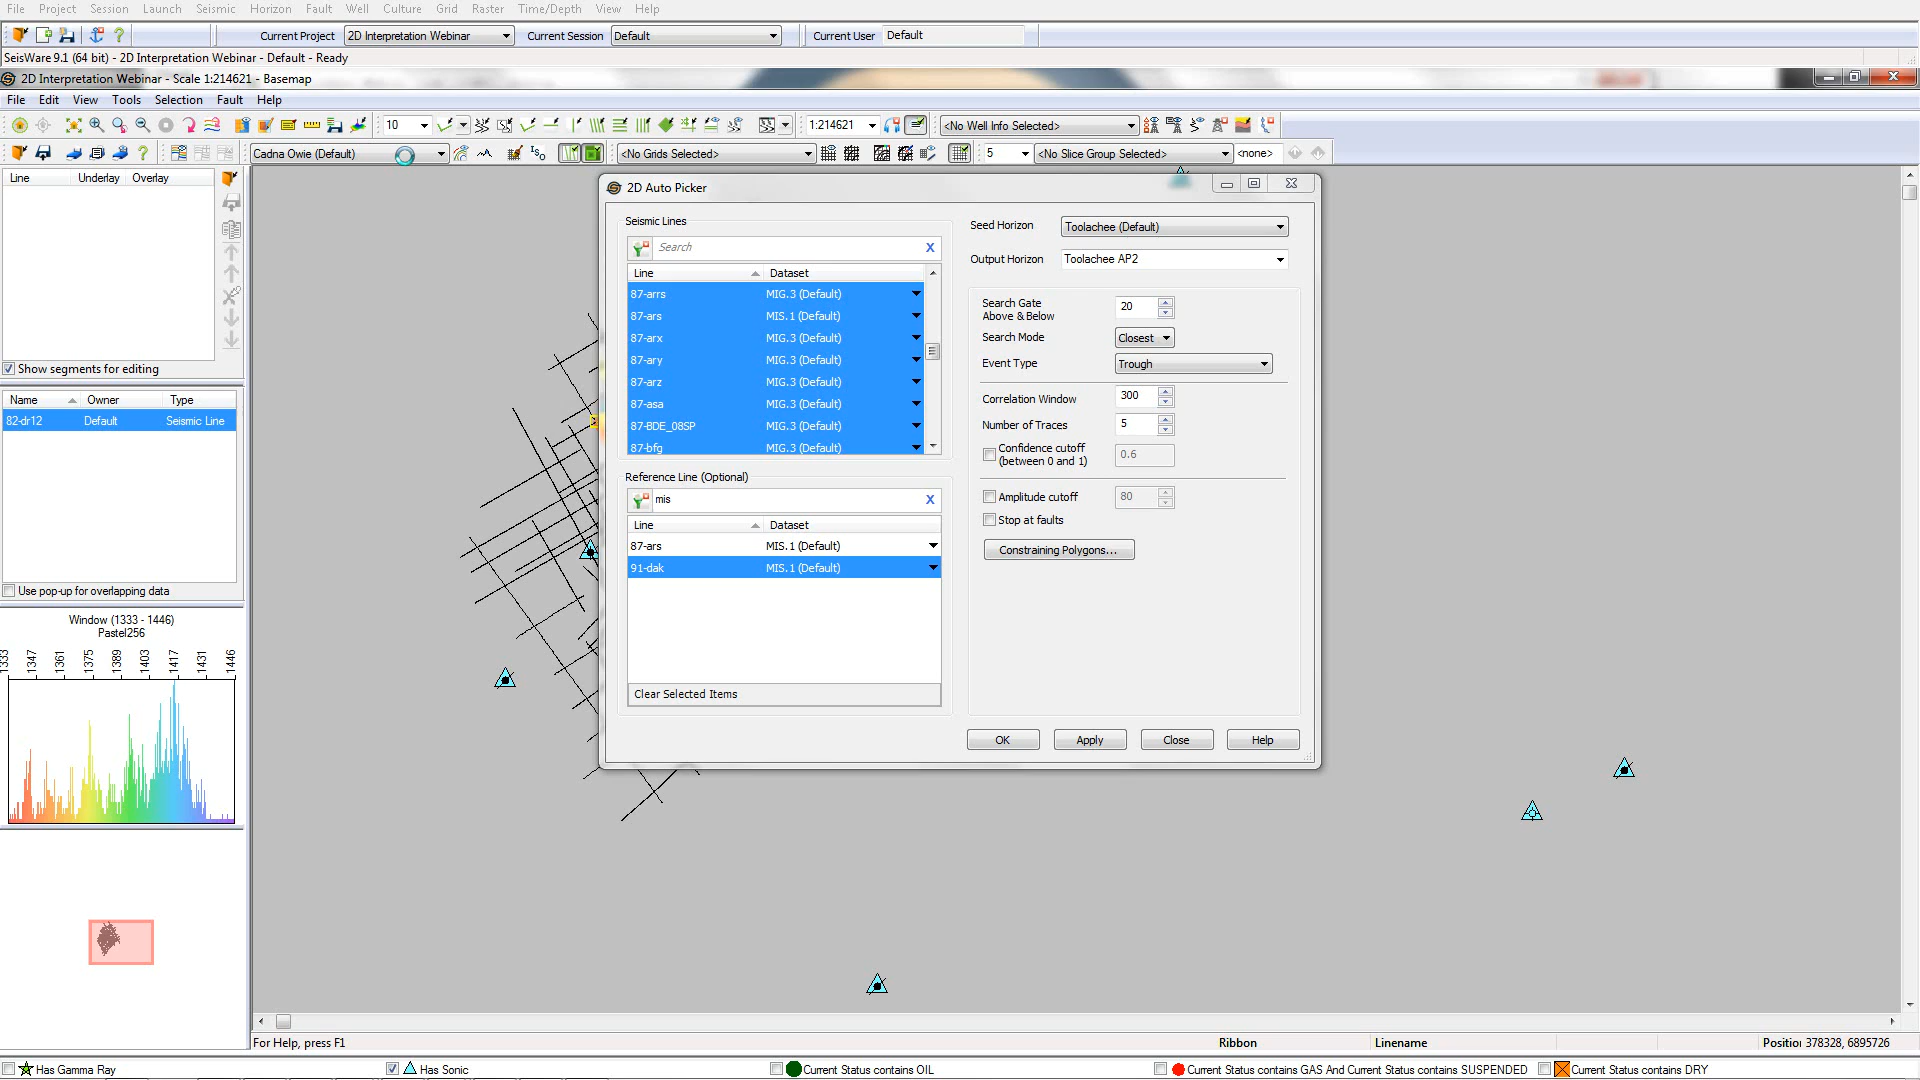 File Project Session Launch Seismic Horizon Fault Well Culture Grid Raster Time/Depth View Help
Current Project 2D Interpretation Webinar Current Session Default Current User Default
SeisWare 9.1 (64 bit) - 2D Interpretation Webinar - Default - Ready
2D Interpretation Webinar - Scale 1:214621 - Basemap
File Edit View Tools Selection Fault Help
10 1:214621 <No Well Info Selected>
Cadna Owie (Default) <No Grids Selected> 5 <No Slice Group Selected> <none>
Line Underlay Overlay
Show segments for editing
Name Owner Type
82-dr12 Default Seismic Line
Use pop-up for overlapping data
Window (1333 - 1446)
Pastel256
1333 1347 1361 1375 1389 1403 1417 1431 1446
2D Auto Picker
Seismic Lines
Search X
Line Dataset
87-arrs MIG.3 (Default)
87-ars MIS.1 (Default)
87-arx MIG.3 (Default)
87-ary MIG.3 (Default)
87-arz MIG.3 (Default)
87-asa MIG.3 (Default)
87-BDE_08SP MIG.3 (Default)
87-bfg MIG.3 (Default)
Reference Line (Optional)
mis X
Line Dataset
87-ars MIS.1 (Default)
91-dak MIS.1 (Default)
Clear Selected Items
Seed Horizon Toolachee (Default)
Output Horizon Toolachee AP2
Search Gate
Above & Below 20
Search Mode Closest
Event Type Trough
Correlation Window 300
Number of Traces 5
Confidence cutoff
(between 0 and 1) 0.6
Amplitude cutoff 80
Stop at faults
Constraining Polygons...
OK Apply Close Help
For Help, press F1 Ribbon Linename Positio 378328, 6895726
Has Gamma Ray Has Sonic Current Status contains OIL Current Status contains GAS And Current Status contains SUSPENDED Current Status contains DRY